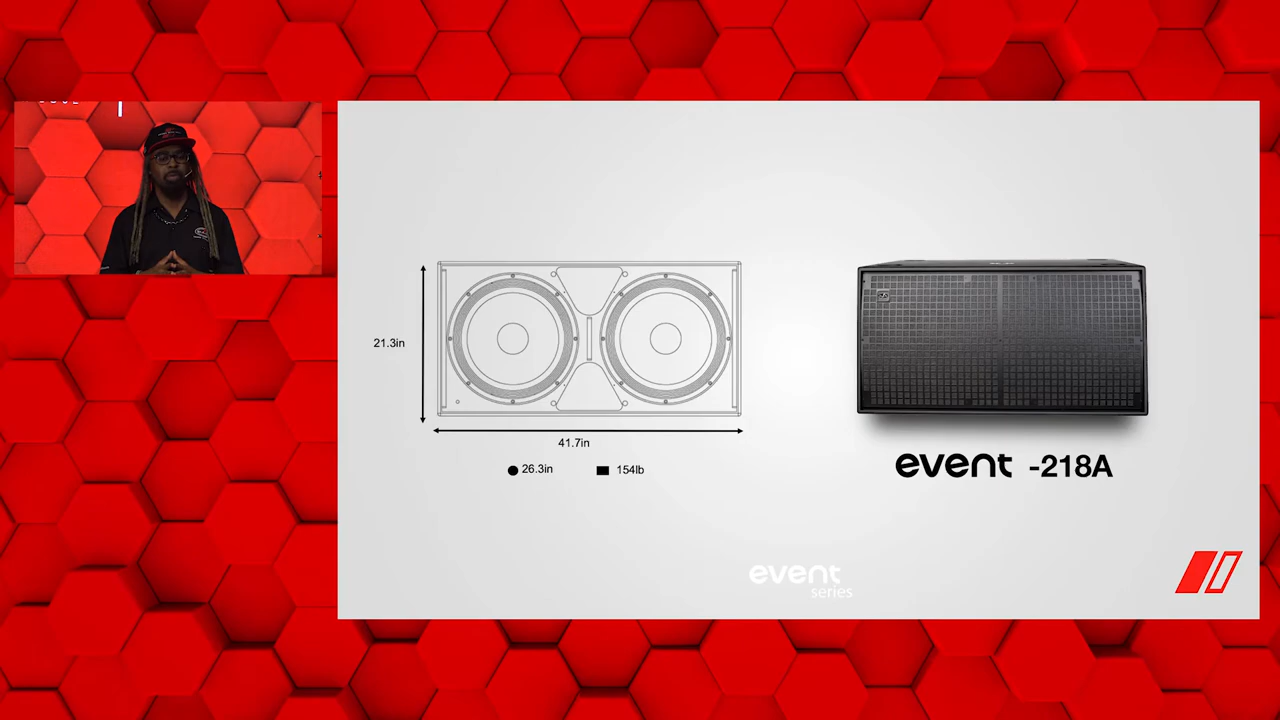 21.3in
41.7in
26.3in
154lb
event -218A
event
series